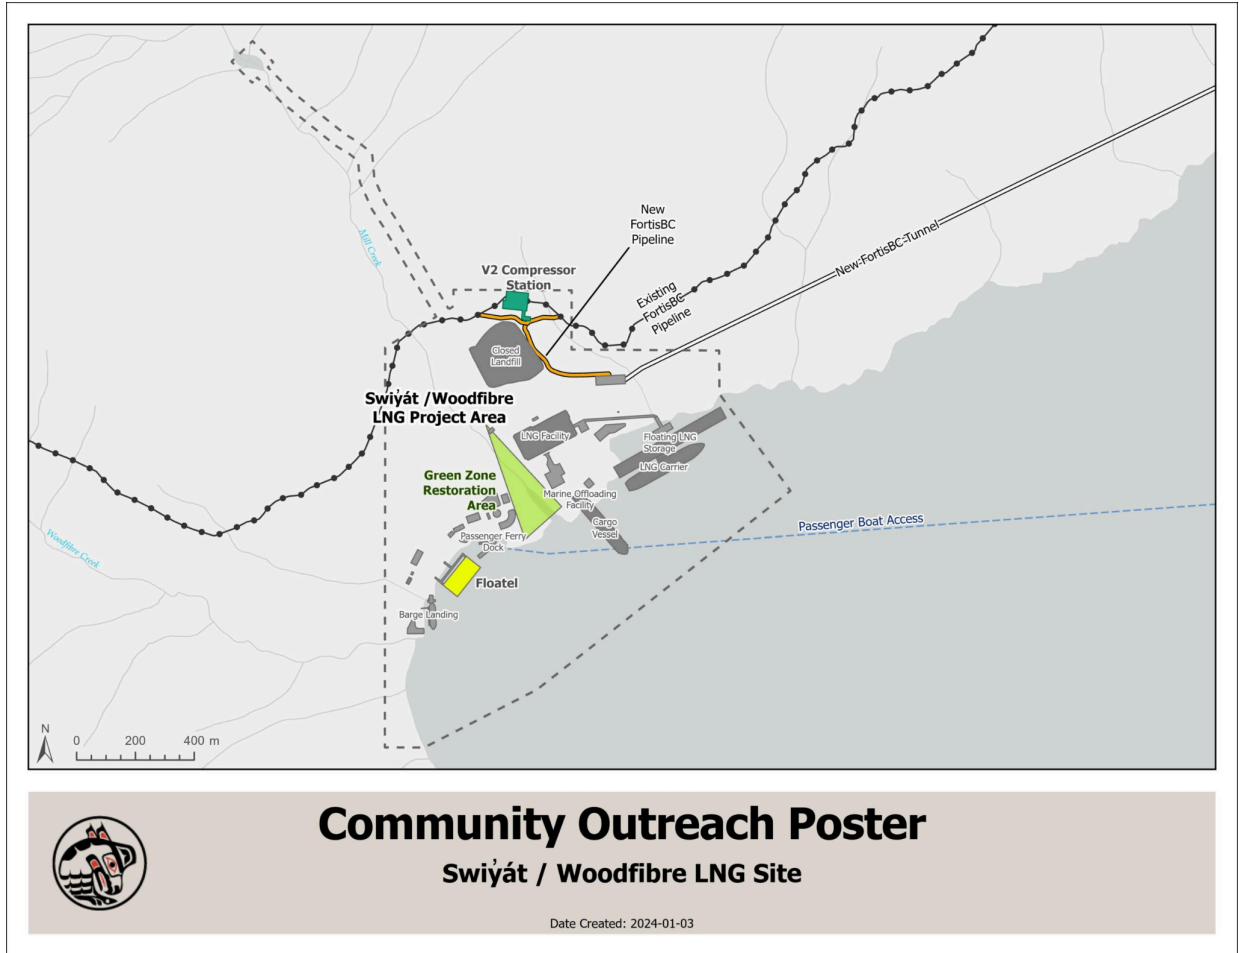 New
FortisBC
Pipeline
Mill Creek
New FortisBC Tunnel
V2 Compressor
Station
Existing
FortisBC
Pipeline
Closed
Landfill
Swiy̓át /Woodfibre
LNG Project Area
LNG Facility
Floating LNG
Storage
LNG Carrier
Green Zone
Restoration
Area
Marine Offloading
Facility
Cargo
Vessel
Passenger Boat Access
Passenger Ferry
Dock
Woodfibre Creek
Floatel
Barge Landing
N
0 200 400 m
Community Outreach Poster
Swiy̓át / Woodfibre LNG Site
Date Created: 2024-01-03